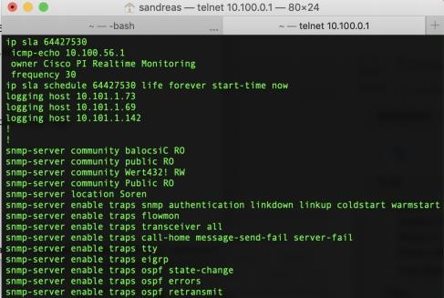 sandreas — telnet 10.100.0.1 — 80×24
~ — -bash ... ~ — telnet 10.100.0.1 +
ip sla 64427530
icmp-echo 10.100.56.1
owner Cisco PI Realtime Monitoring
frequency 30
ip sla schedule 64427530 life forever start-time now
logging host 10.101.1.73
logging host 10.101.1.69
logging host 10.101.1.142
!
!
snmp-server community balocsiC RO
snmp-server community public RO
snmp-server community Wert432! RW
snmp-server community Public RO
snmp-server location Soren
snmp-server enable traps snmp authentication linkdown linkup coldstart warmstart
snmp-server enable traps flowmon
snmp-server enable traps transceiver all
snmp-server enable traps call-home message-send-fail server-fail
snmp-server enable traps tty
snmp-server enable traps eigrp
snmp-server enable traps ospf state-change
snmp-server enable traps ospf errors
snmp-server enable traps ospf retransmit